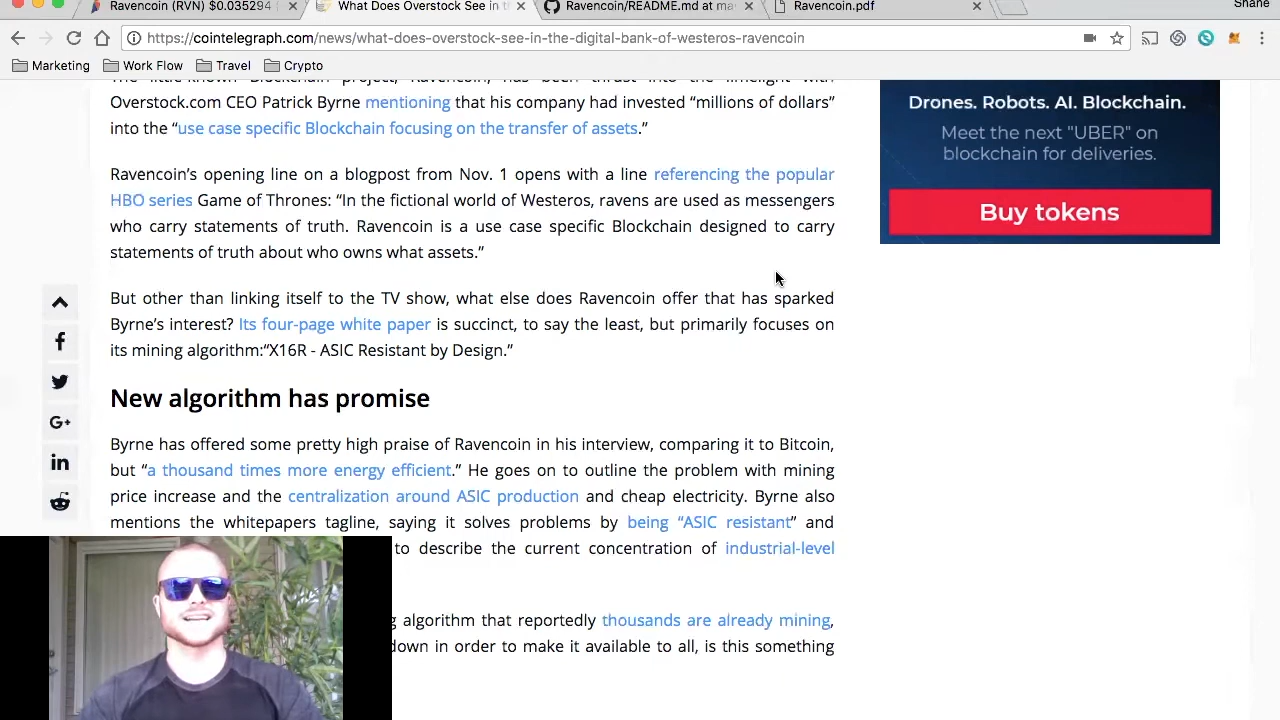 Ravencoin (RVN) $0.035294
What Does Overstock See in t
Ravencoin/README.md at ma
Ravencoin.pdf
Shane
https://cointelegraph.com/news/what-does-overstock-see-in-the-digital-bank-of-westeros-ravencoin
Marketing
Work Flow
Travel
Crypto
The little-known Blockchain project, Ravencoin, has been thrust into the limelight with
Overstock.com CEO Patrick Byrne mentioning that his company had invested “millions of dollars”
into the “use case specific Blockchain focusing on the transfer of assets.”
Ravencoin’s opening line on a blogpost from Nov. 1 opens with a line referencing the popular
HBO series Game of Thrones: “In the fictional world of Westeros, ravens are used as messengers
who carry statements of truth. Ravencoin is a use case specific Blockchain designed to carry
statements of truth about who owns what assets.”
But other than linking itself to the TV show, what else does Ravencoin offer that has sparked
Byrne’s interest? Its four-page white paper is succinct, to say the least, but primarily focuses on
its mining algorithm:“X16R - ASIC Resistant by Design.”
New algorithm has promise
Byrne has offered some pretty high praise of Ravencoin in his interview, comparing it to Bitcoin,
but “a thousand times more energy efficient.” He goes on to outline the problem with mining
price increase and the centralization around ASIC production and cheap electricity. Byrne also
mentions the whitepapers tagline, saying it solves problems by being “ASIC resistant” and
to describe the current concentration of industrial-level
g algorithm that reportedly thousands are already mining,
down in order to make it available to all, is this something
Drones. Robots. AI. Blockchain.
Meet the next "UBER" on
blockchain for deliveries.
Buy tokens